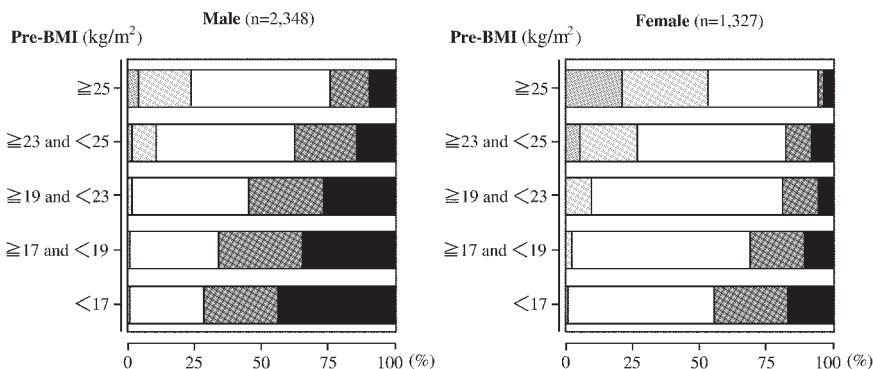 Male (n=2,348)
Pre-BMI (kg/m²)
≧25
≧23 and <25
≧19 and <23
≧17 and <19
<17
0 25 50 75 100 (%)
Female (n=1,327)
Pre-BMI (kg/m²)
≧25
≧23 and <25
≧19 and <23
≧17 and <19
<17
0 25 50 75 100 (%)